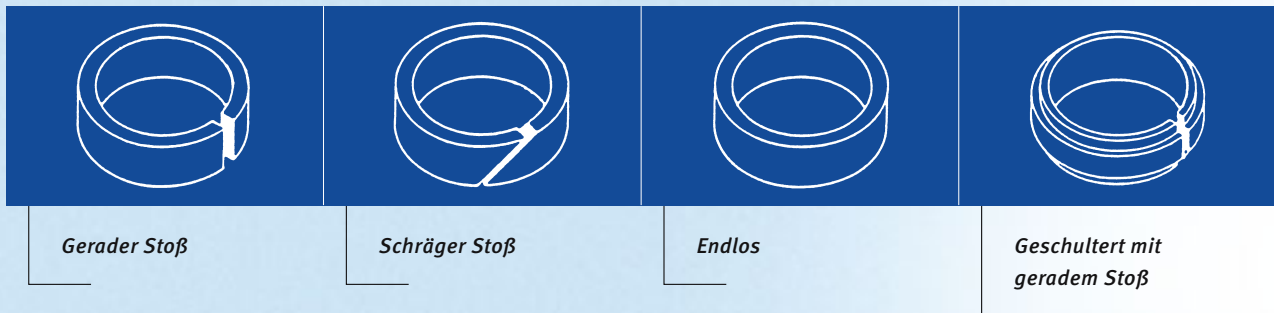 Gerader Stoß
Schräger Stoß
Endlos
Geschultert mit
geradem Stoß